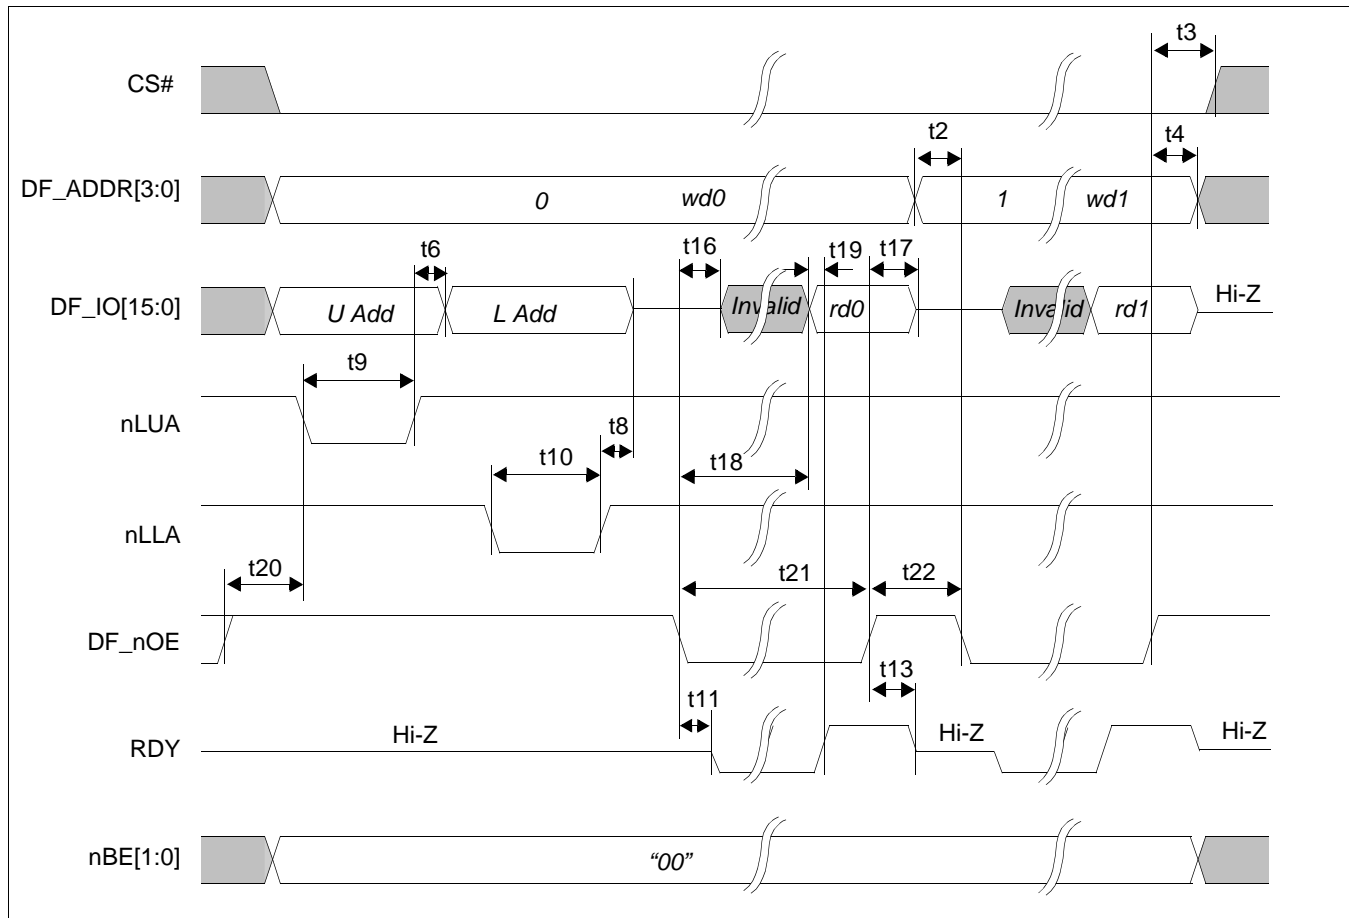 t3
CS#
t2
t4
DF_ADDR[3:0]
0
wd0
1
wd1
t6
t16
t19
t17
DF_IO[15:0]
U Add
L Add
Invalid
rd0
Invalid
rd1
Hi-Z
t9
nLUA
t8
t10
t18
nLLA
t20
t21
t22
DF_nOE
t13
t11
RDY
Hi-Z
Hi-Z
Hi-Z
nBE[1:0]
“00”